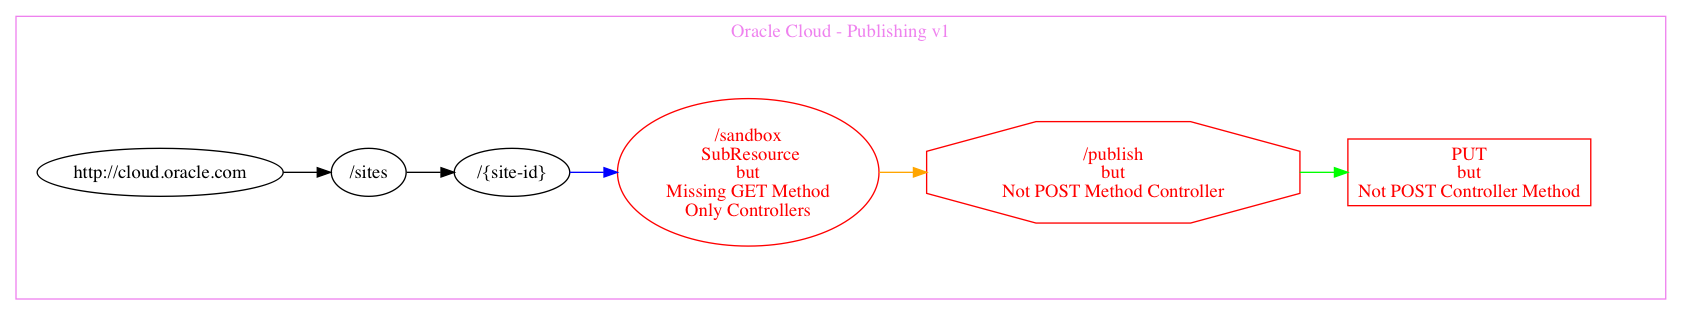 Oracle Cloud - Publishing v1
http://cloud.oracle.com
/sites
/{site-id}
/sandbox
SubResource
but
Missing GET Method
Only Controllers
/publish
but
Not POST Method Controller
PUT
but
Not POST Controller Method